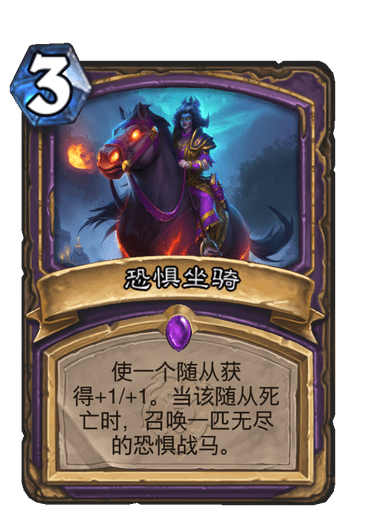 3
恐惧坐骑
使一个随从获
得+1/+1。当该随从死
亡时，召唤一匹无尽
的恐惧战马。